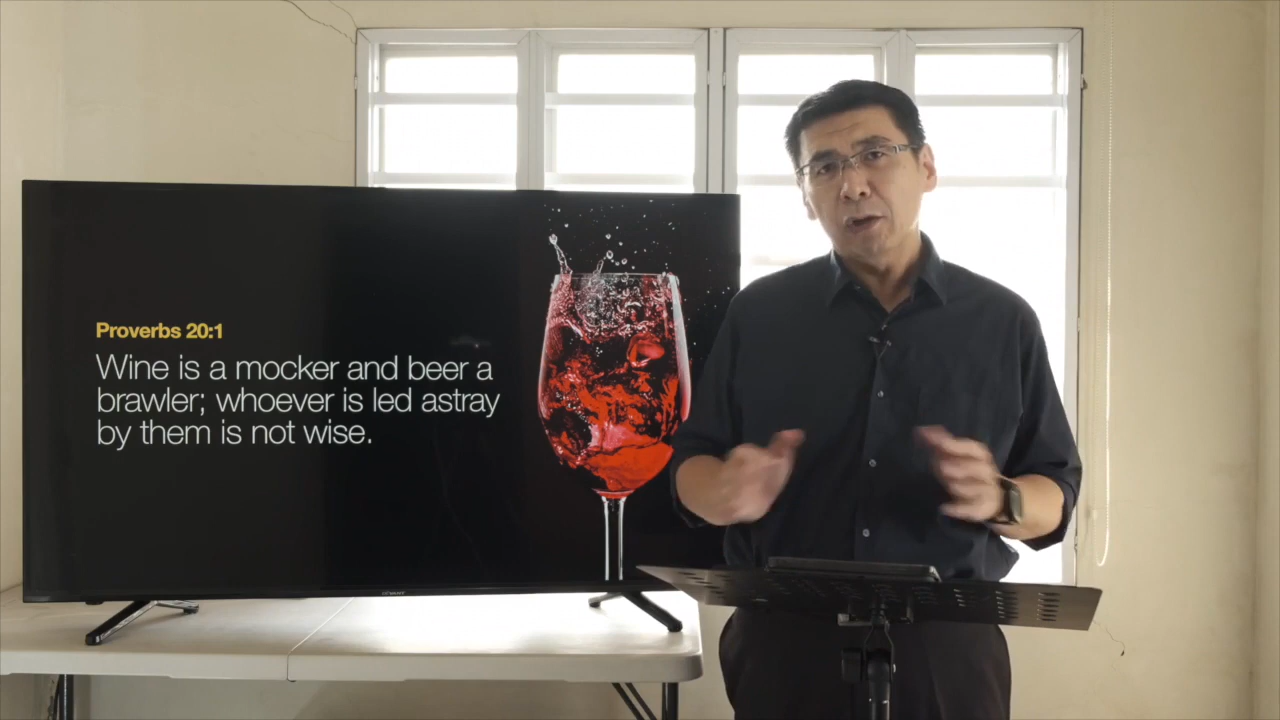 Proverbs 20:1
Wine is a mocker and beer a
brawler; whoever is led astray
by them is not wise.